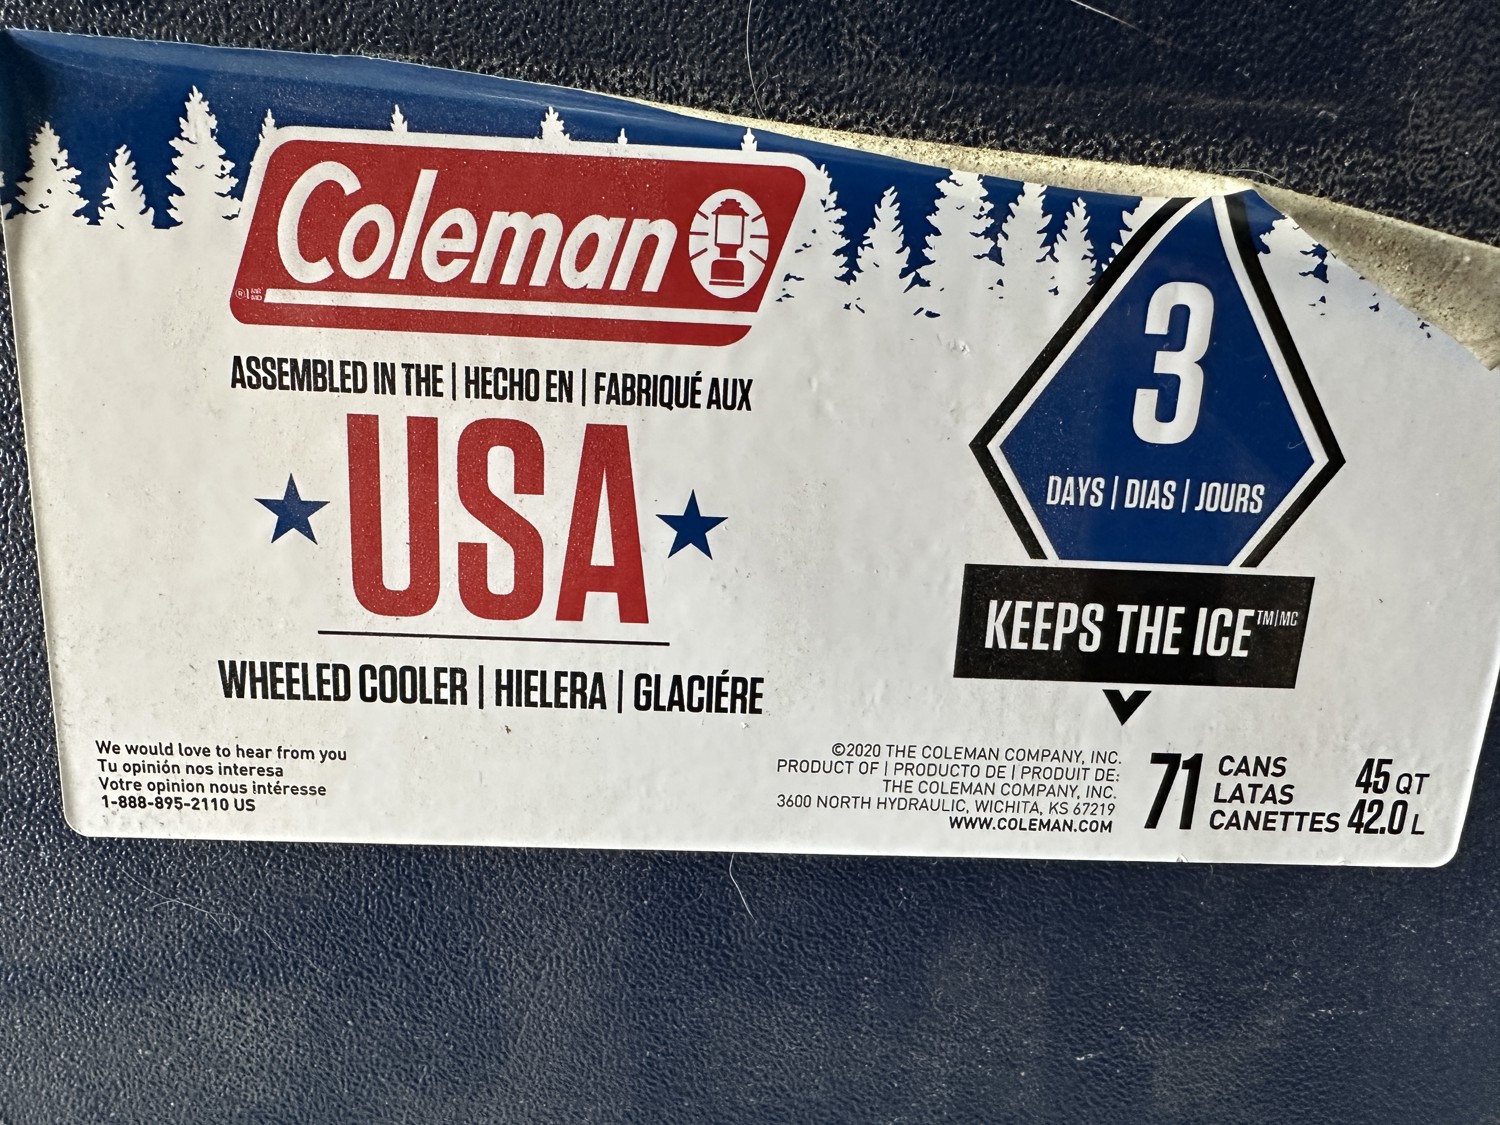 Coleman
®
ASSEMBLED IN THE | HECHO EN | FABRIQUÉ AUX
USA
WHEELED COOLER | HIELERA | GLACIÉRE
We would love to hear from you
Tu opinión nos interesa
Votre opinion nous intéresse
1-888-895-2110 US
3
DAYS | DIAS | JOURS
KEEPS THE ICE™|MC
©2020 THE COLEMAN COMPANY, INC.
PRODUCT OF | PRODUCTO DE | PRODUIT DE:
THE COLEMAN COMPANY, INC.
3600 NORTH HYDRAULIC, WICHITA, KS 67219
WWW.COLEMAN.COM
71
CANS
LATAS
CANETTES
45 QT
42.0 L